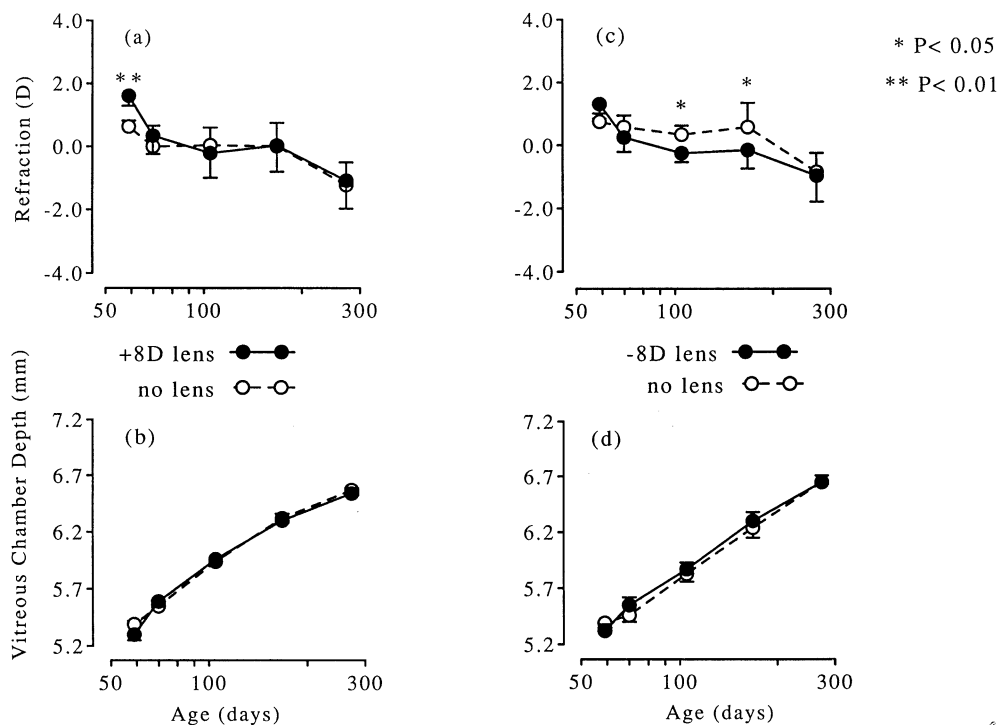 4.0
2.0
0.0
-2.0
-4.0
Refraction (D)
(a)
**
50
100
300
4.0
2.0
0.0
-2.0
-4.0
(c)
*
*
50
100
300
* P< 0.05
** P< 0.01
+8D lens
no lens
-8D lens
no lens
7.2
6.7
6.2
5.7
5.2
Vitreous Chamber Depth (mm)
(b)
50
100
300
Age (days)
7.2
6.7
6.2
5.7
5.2
(d)
50
100
300
Age (days)